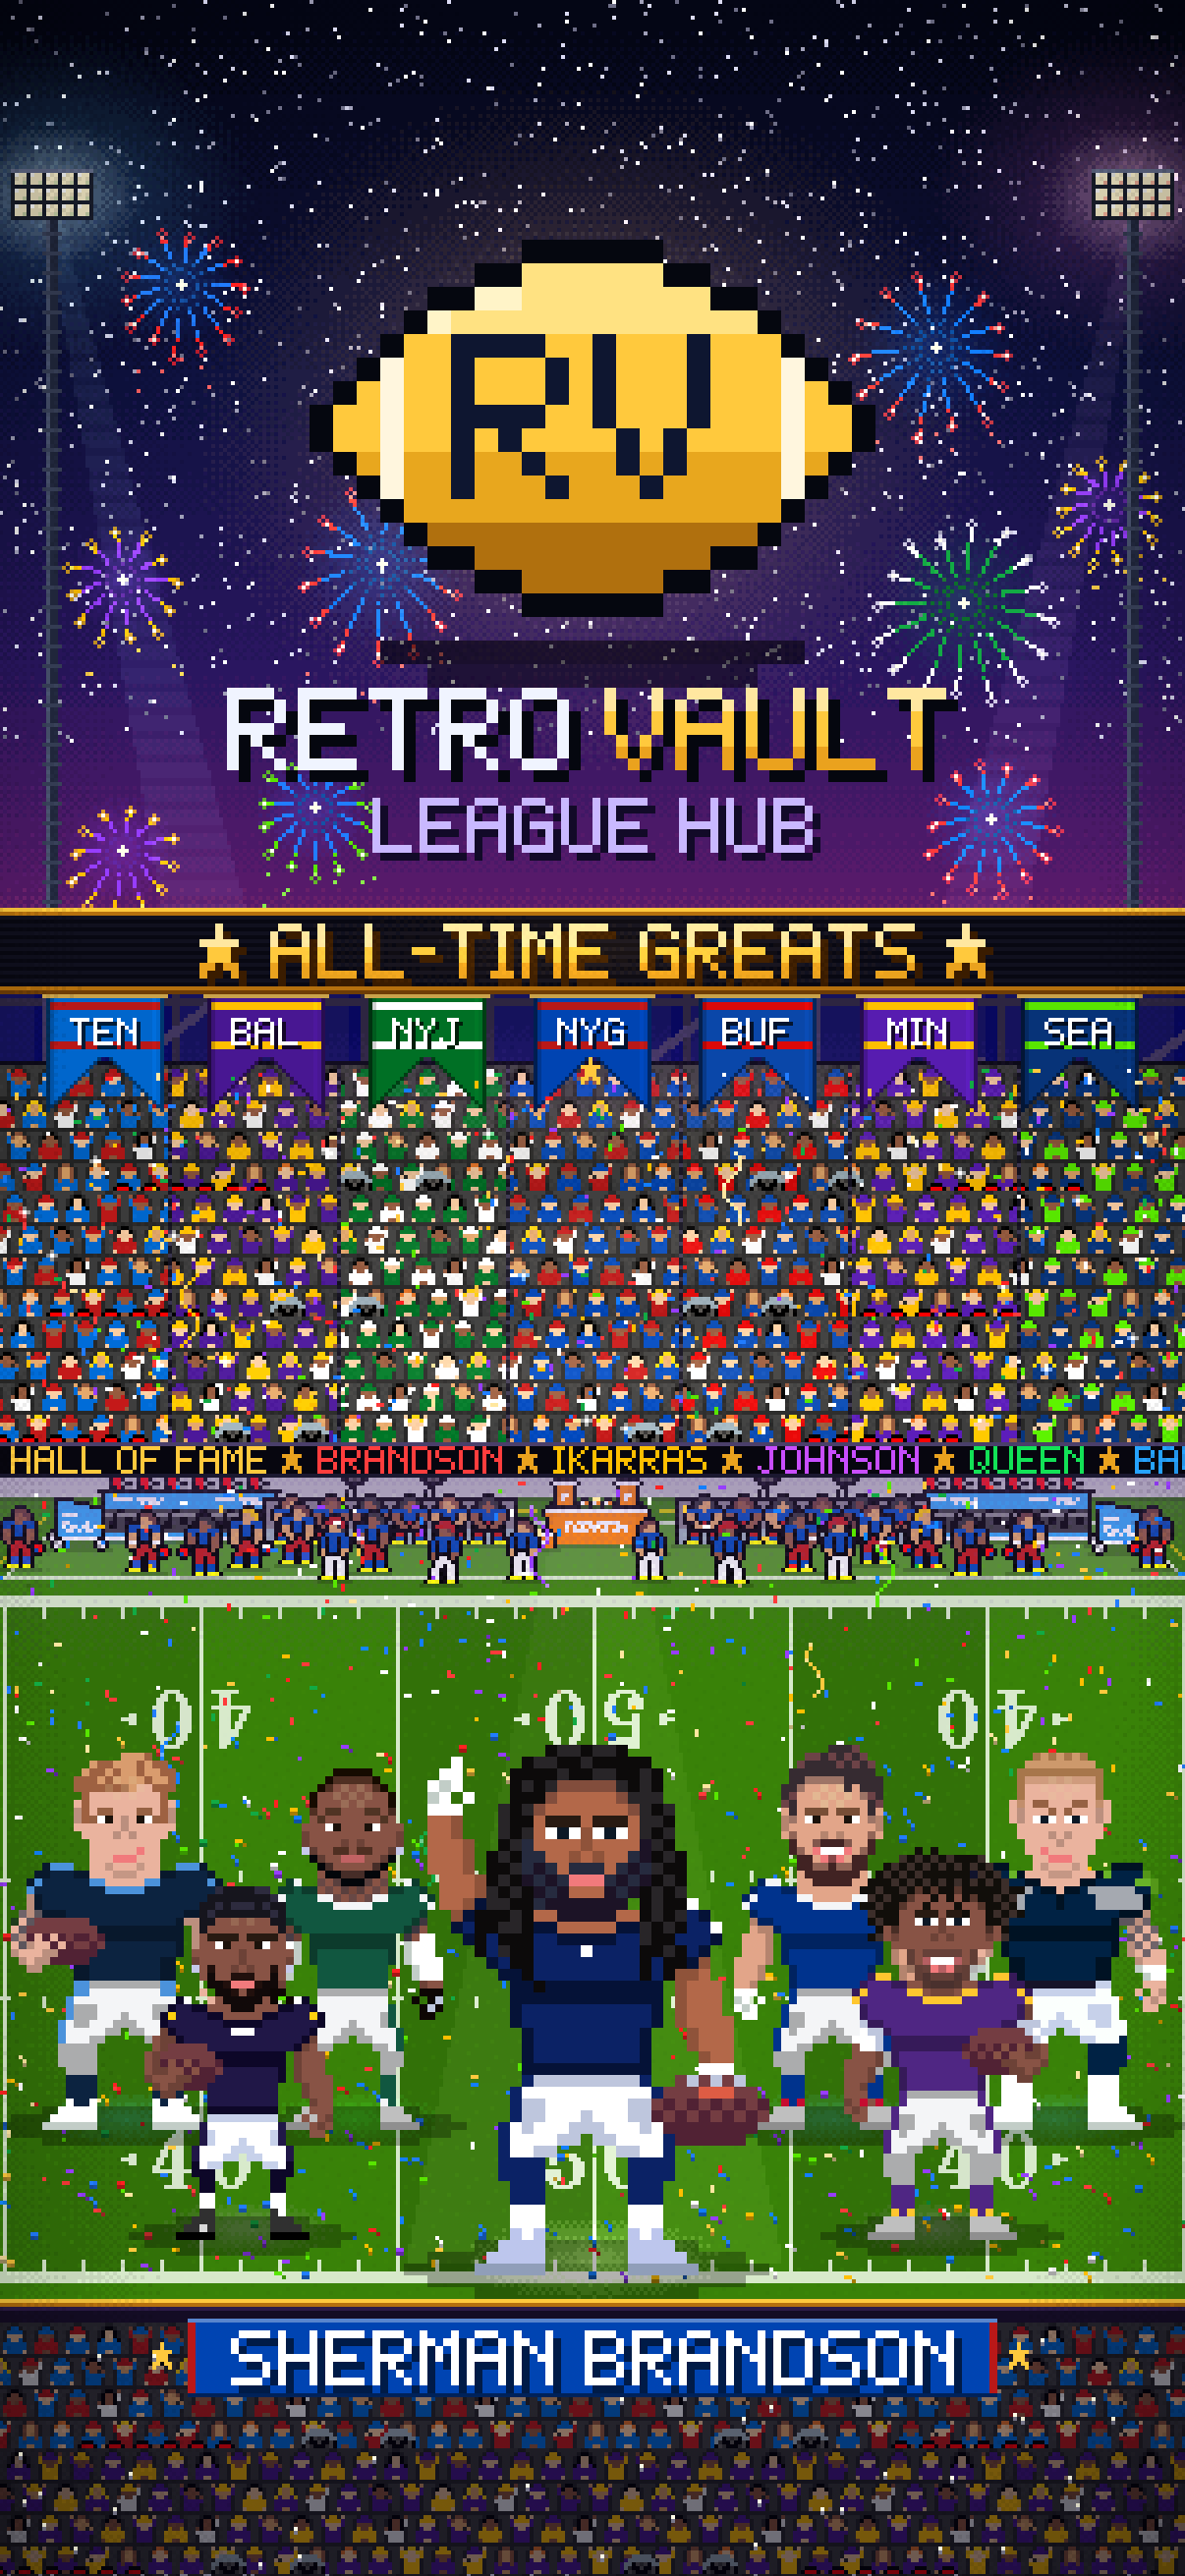 RV
RETRO VAULT
LEAGUE HUB
★ ALL-TIME GREATS ★
TEN BAL NYJ NYG BUF MIN SEA
HALL OF FAME ★ BRANDSON ★ IKARRAS ★ JOHNSON ★ QUEEN ★ BA
40 50 40
40 50 40
SHERMAN BRANDSON